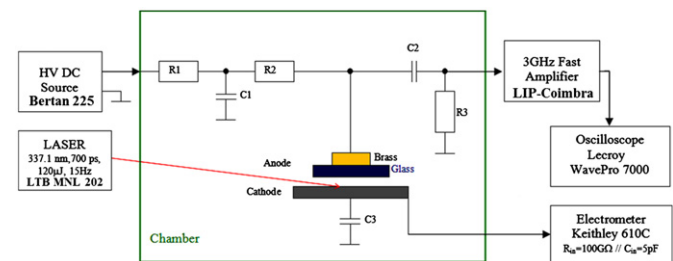 HV DC
Source
Bertan 225
R1
R2
C1
C2
R3
3GHz Fast
Amplifier
LIP-Coimbra
LASER
337.1 nm,700 ps,
120μJ, 15Hz
LTB MNL 202
Anode
Brass
Glass
Cathode
C3
Chamber
Oscilloscope
Lecroy
WavePro 7000
Electrometer
Keithley 610C
Rin=100GΩ // Cin=5pF